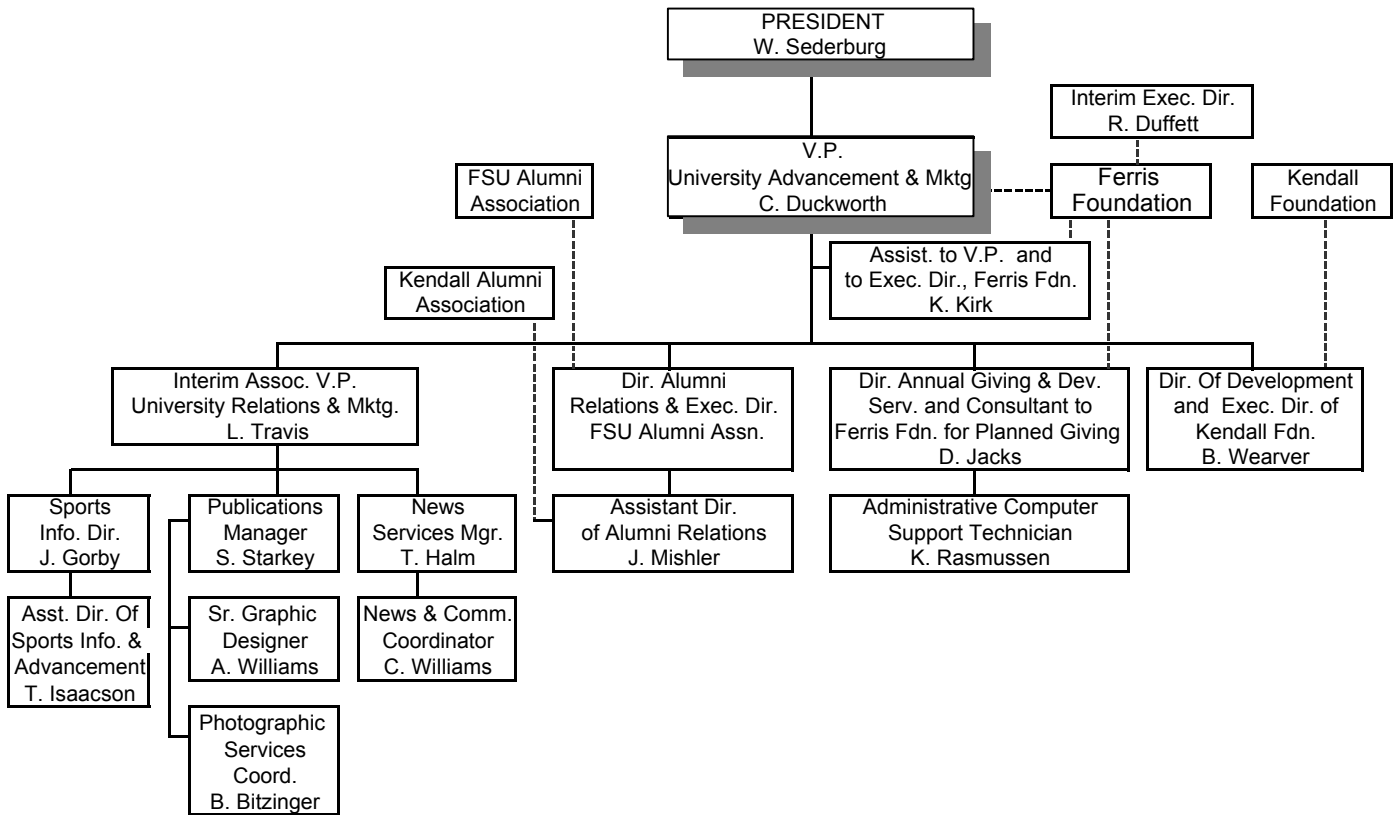 PRESIDENT
W. Sederburg
Interim Exec. Dir.
R. Duffett
V.P.
University Advancement & Mktg
C. Duckworth
FSU Alumni
Association
Ferris
Foundation
Kendall
Foundation
Assist. to V.P. and
to Exec. Dir., Ferris Fdn.
K. Kirk
Kendall Alumni
Association
Interim Assoc. V.P.
University Relations & Mktg.
L. Travis
Dir. Alumni
Relations & Exec. Dir.
FSU Alumni Assn.
Dir. Annual Giving & Dev.
Serv. and Consultant to
Ferris Fdn. for Planned Giving
D. Jacks
Dir. Of Development
and Exec. Dir. of
Kendall Fdn.
B. Wearver
Sports
Info. Dir.
J. Gorby
Publications
Manager
S. Starkey
News
Services Mgr.
T. Halm
Assistant Dir.
of Alumni Relations
J. Mishler
Administrative Computer
Support Technician
K. Rasmussen
Asst. Dir. Of
Sports Info. &
Advancement
T. Isaacson
Sr. Graphic
Designer
A. Williams
News & Comm.
Coordinator
C. Williams
Photographic
Services
Coord.
B. Bitzinger